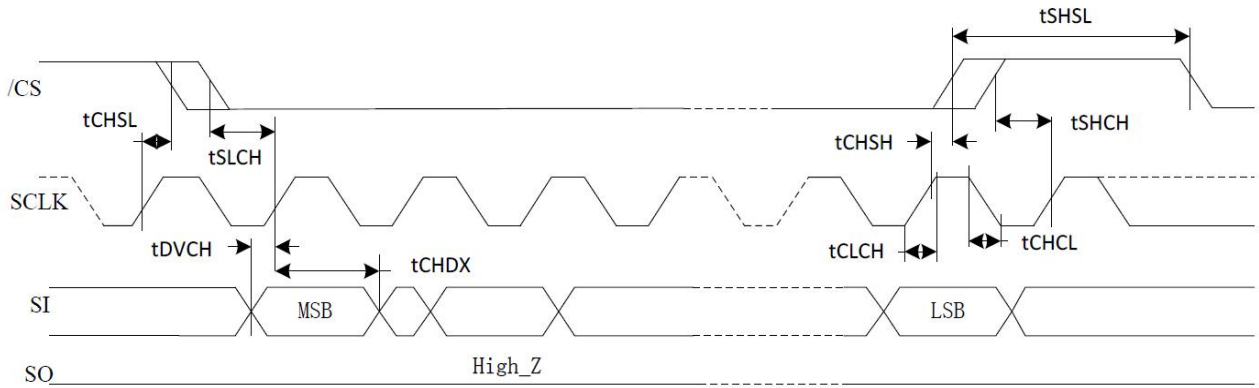 tSHSL
/CS
tCHSL
tSLCH
tCHSH
tSHCH
SCLK
tDVCH
tCHDX
tCLCH
tCHCL
SI
MSB
LSB
High_Z
SO